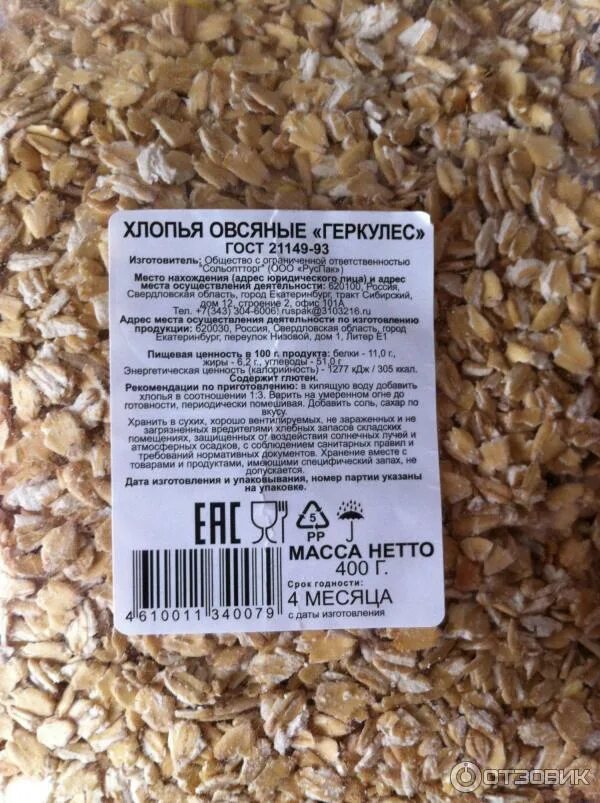 ХЛОПЬЯ ОВСЯНЫЕ «ГЕРКУЛЕС»
ГОСТ 21149-93
Изготовитель: Общество с ограниченной ответственностью
"Сольоптторг" (ООО «РусПак»)
Место нахождения (адрес юридического лица) и адрес
места осуществления деятельности: 620100, Россия,
Свердловская область, город Екатеринбург, тракт Сибирский,
дом 12, строение 2, офис 101А
Тел. +7(343) 304-6006; ruspak@3103216.ru
Адрес места осуществления деятельности по изготовлению
продукции: 620030, Россия, Свердловская область, город
Екатеринбург, переулок Низовой, дом 1, Литер Е1
Пищевая ценность в 100 г. продукта: белки - 11,0 г.,
жиры - 6,2 г., углеводы - 51,0 г.
Энергетическая ценность (калорийность) - 1277 кДж / 305 ккал.
Содержит глютен.
Рекомендации по приготовлению: в кипящую воду добавить
хлопья в соотношении 1:3. Варить на умеренном огне до
готовности, периодически помешивая. Добавить соль, сахар по
вкусу.
Хранить в сухих, хорошо вентилируемых, не зараженных и не
загрязненных вредителями хлебных запасов складских
помещениях, защищенных от воздействия солнечных лучей и
атмосферных осадков, с соблюдением санитарных правил и
требований нормативных документов. Хранение вместе с
товарами и продуктами, имеющими специфический запах, не
допускается.
Дата изготовления и упаковывания, номер партии указаны
на упаковке.
EAC
5
PP
МАССА НЕТТО
400 Г.
Срок годности:
4 МЕСЯЦА
с даты изготовления
4 610011 340079
ОТЗОВИК